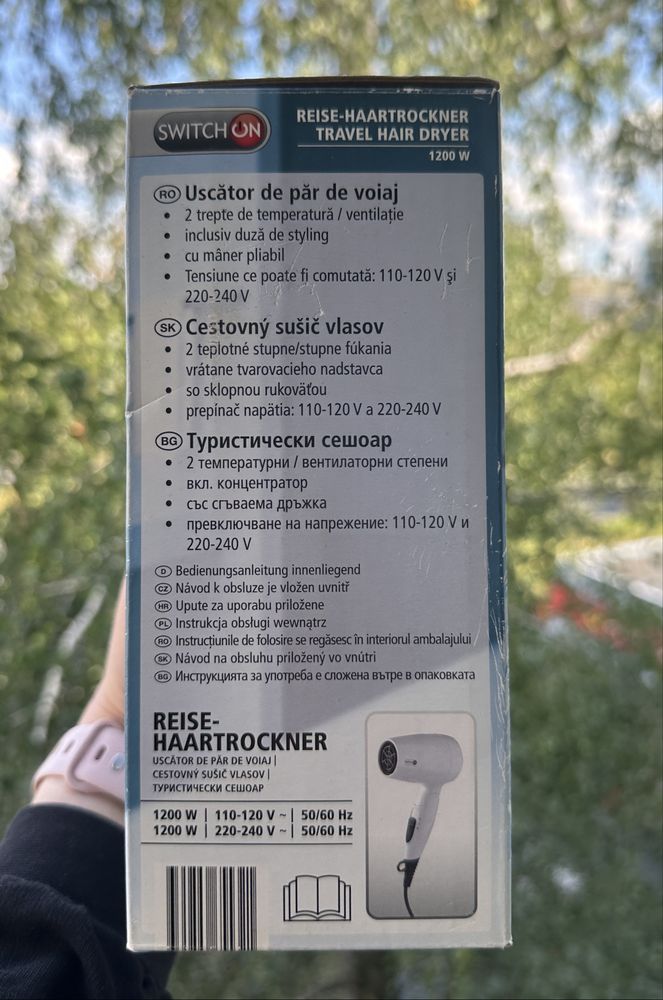 SWITCH ON
REISE-HAARTROCKNER
TRAVEL HAIR DRYER
1200 W
RO Uscător de păr de voiaj
• 2 trepte de temperatură / ventilație
• inclusiv duză de styling
• cu mâner pliabil
• Tensiune ce poate fi comutată: 110-120 V și
220-240 V
SK Cestovný sušič vlasov
• 2 teplotné stupne/stupne fúkania
• vrátane tvarovacieho nadstavca
• so sklopnou rukoväťou
• prepínač napätia: 110-120 V a 220-240 V
BG Туристически сешоар
• 2 температурни / вентилаторни степени
• вкл. концентратор
• със сгъваема дръжка
• превключване на напрежение: 110-120 V и
220-240 V
D Bedienungsanleitung innenliegend
CZ Návod k obsluze je vložen uvnitř
HR Upute za uporabu priložene
PL Instrukcja obsługi wewnątrz
RO Instrucțiunile de folosire se regăsesc în interiorul ambalajului
SK Návod na obsluhu priložený vo vnútri
BG Инструкцията за употреба е сложена вътре в опаковката
REISE-
HAARTROCKNER
USCĂTOR DE PĂR DE VOIAJ |
CESTOVNÝ SUŠIČ VLASOV |
ТУРИСТИЧЕСКИ СЕШОАР
1200 W | 110-120 V ~ | 50/60 Hz
1200 W | 220-240 V ~ | 50/60 Hz